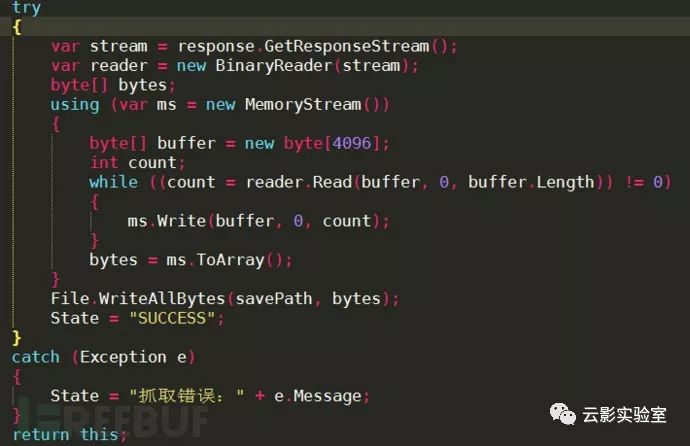 try
{
var stream = response.GetResponseStream();
var reader = new BinaryReader(stream);
byte[] bytes;
using (var ms = new MemoryStream())
{
byte[] buffer = new byte[4096];
int count;
while ((count = reader.Read(buffer, 0, buffer.Length)) != 0)
{
ms.Write(buffer, 0, count);
}
bytes = ms.ToArray();
}
File.WriteAllBytes(savePath, bytes);
State = "SUCCESS";
}
catch (Exception e)
{
State = "抓取错误：" + e.Message;
}
return this;
REEBUF
云影实验室